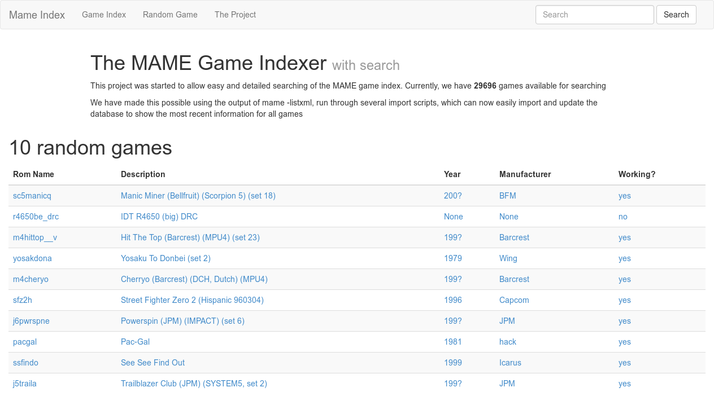 Mame Index Game Index Random Game The Project Search Search
The MAME Game Indexer with search
This project was started to allow easy and detailed searching of the MAME game index. Currently, we have 29696 games available for searching
We have made this possible using the output of mame -listxml, run through several import scripts, which can now easily import and update the
database to show the most recent information for all games
10 random games
Rom Name Description Year Manufacturer Working?
sc5manicq Manic Miner (Bellfruit) (Scorpion 5) (set 18) 200? BFM yes
r4650be_drc IDT R4650 (big) DRC None None no
m4hittop__v Hit The Top (Barcrest) (MPU4) (set 23) 199? Barcrest yes
yosakdona Yosaku To Donbei (set 2) 1979 Wing yes
m4cheryo Cherryo (Barcrest) (DCH, Dutch) (MPU4) 199? Barcrest yes
sfz2h Street Fighter Zero 2 (Hispanic 960304) 1996 Capcom yes
j6pwrspne Powerspin (JPM) (IMPACT) (set 6) 199? JPM yes
pacgal Pac-Gal 1981 hack yes
ssfindo See See Find Out 1999 Icarus yes
j5traila Trailblazer Club (JPM) (SYSTEM5, set 2) 199? JPM yes